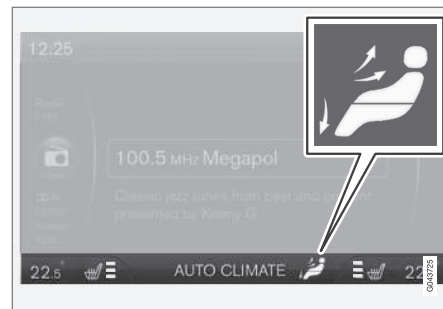 12:25
Radio
100.5 MHz Megapol
Classic jazz tunes from past and present
presented by Kenny G
22.5° AUTO CLIMATE 22
G043725